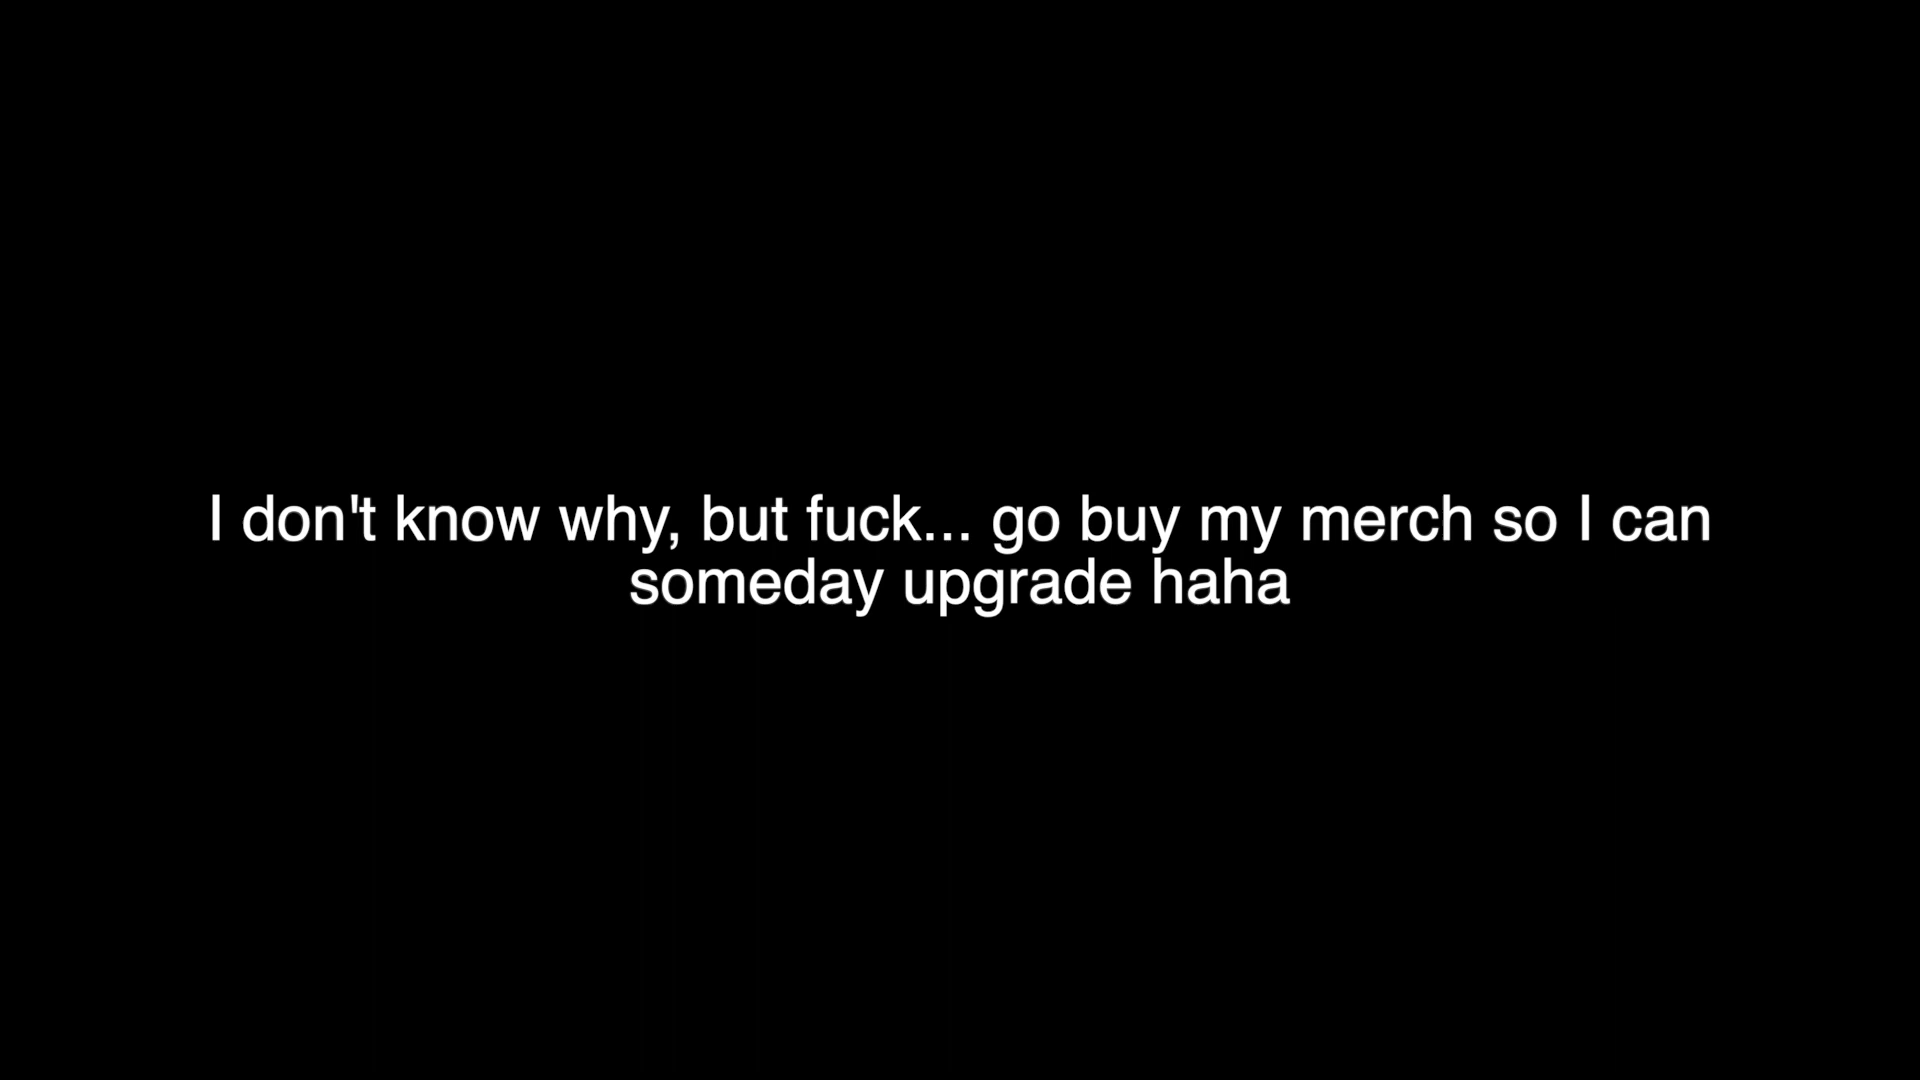 I don't know why, but fuck... go buy my merch so I can
someday upgrade haha